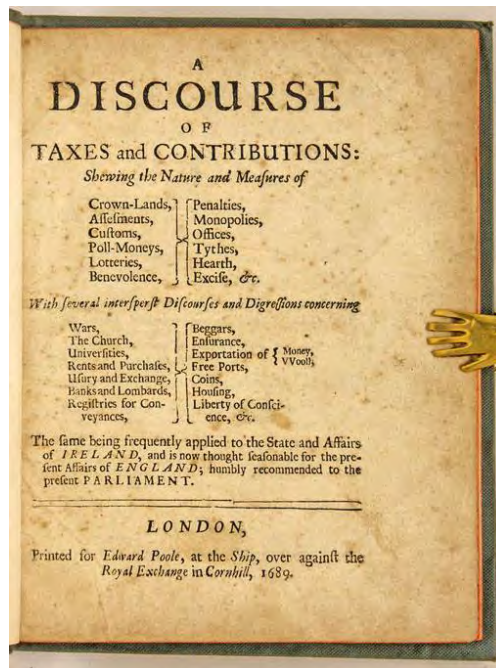 A
DISCOURSE
OF
TAXES and CONTRIBUTIONS:
Shewing the Nature and Meaſures of
Crown-Lands,
Aſſeſments,
Cuſtoms,
Poll-Moneys,
Lotteries,
Benevolence,
Penalties,
Monopolies,
Offices,
Tythes,
Hearth,
Exciſe, &c.
With ſeveral interſperſt Diſcourſes and Digreſſions concerning
Wars,
The Church,
Univerſities,
Rents and Purchaſes,
Uſury and Exchange,
Banks and Lombards,
Regiſtries for Con-
veyances,
Beggars,
Enſurance,
Exportation of { Money,
VVooll,
Free Ports,
Coins,
Houſing,
Liberty of Conſci-
ence, &c.
The ſame being frequently applied to the State and Affairs
of IRELAND, and is now thought ſeaſonable for the pre-
ſent Affairs of ENGLAND; humbly recommended to the
preſent PARLIAMENT.
LONDON,
Printed for Edward Poole, at the Ship, over againſt the
Royal Exchange in Cornhill, 1689.